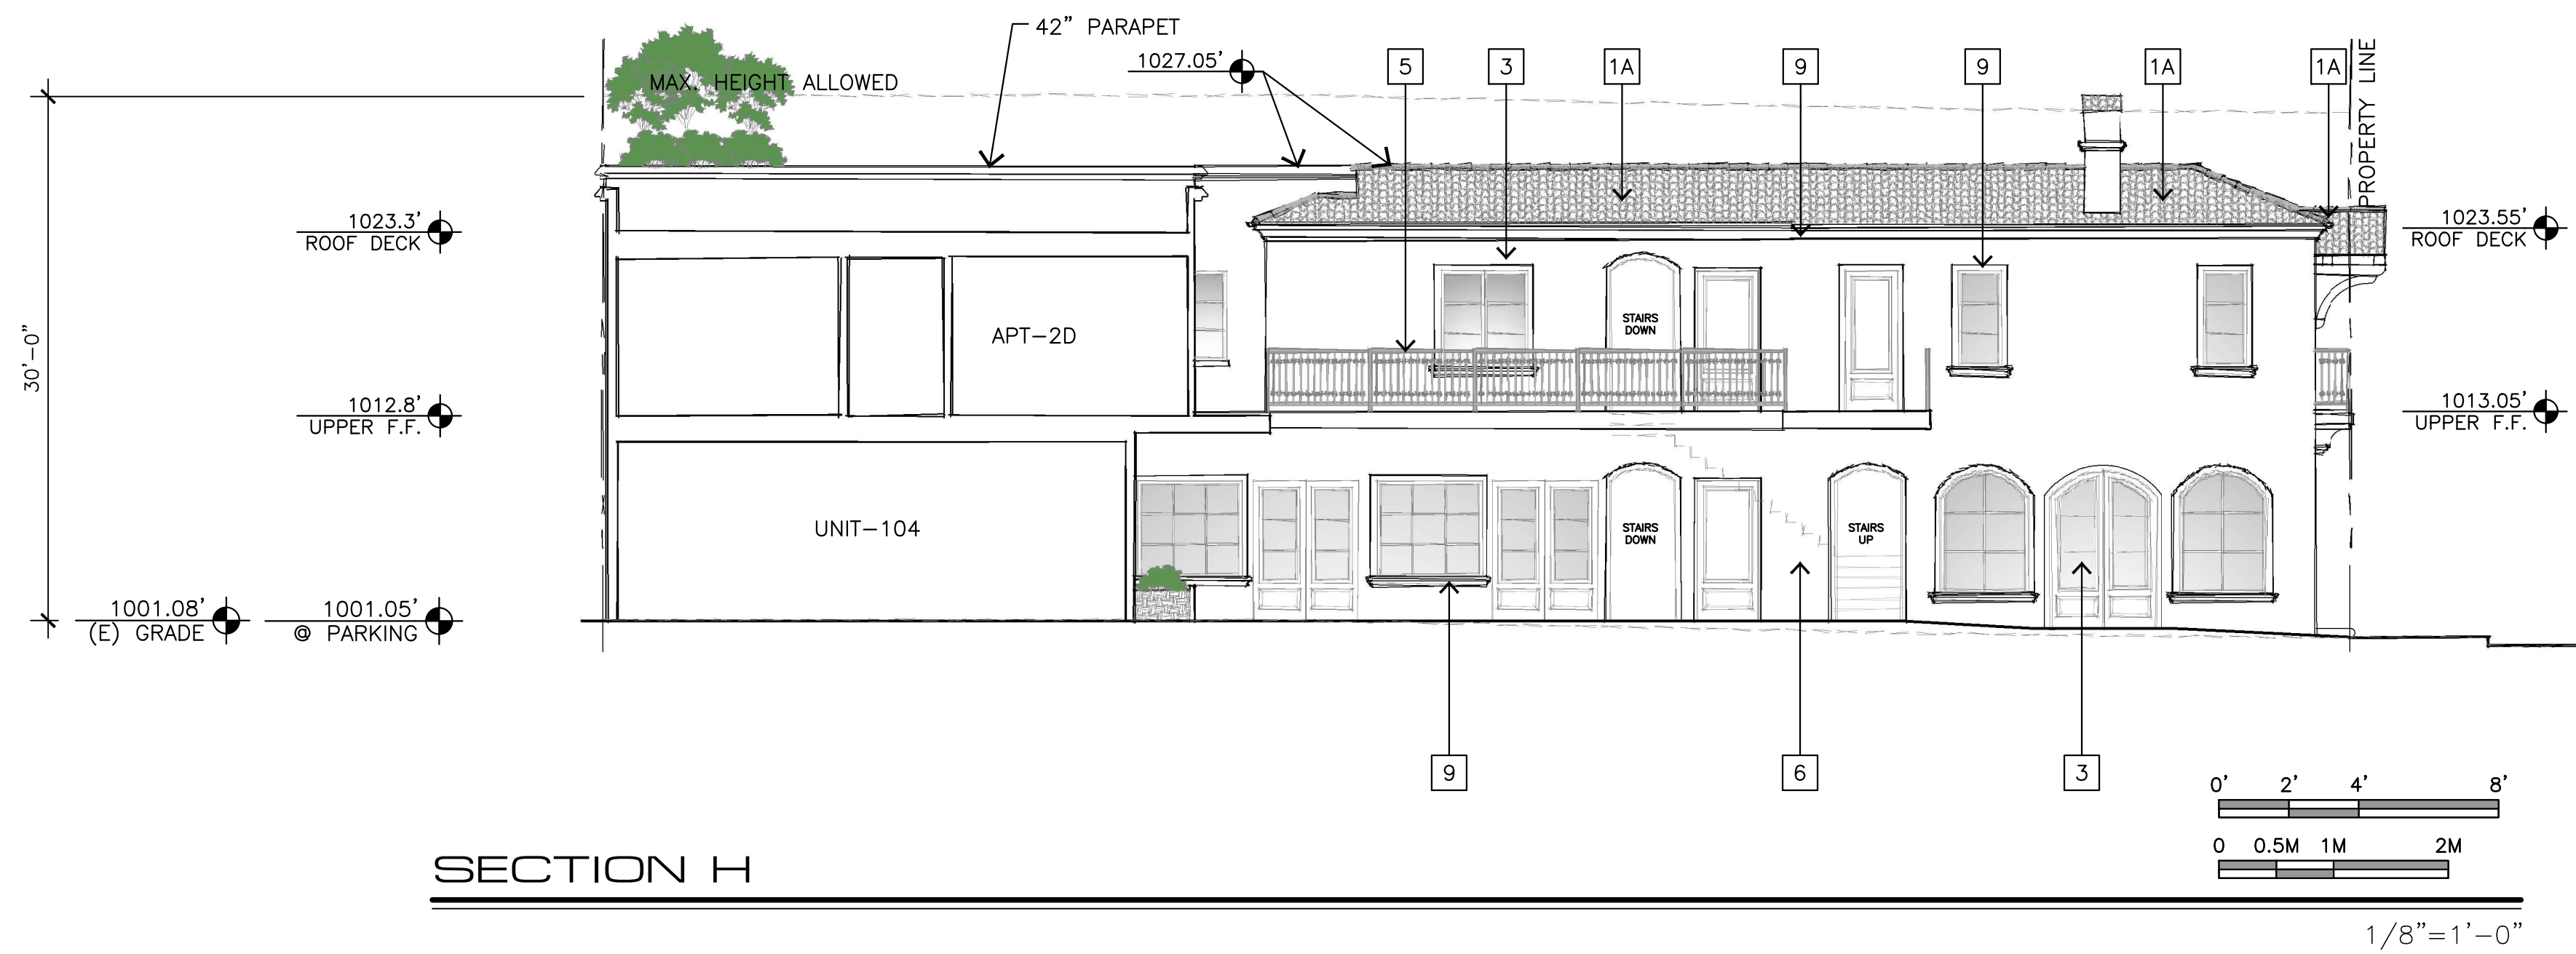 42” PARAPET
1027.05’
5
3
1A
9
9
1A
1A
PROPERTY LINE
MAX. HEIGHT ALLOWED
1023.3’
ROOF DECK
1023.55’
ROOF DECK
STAIRS
DOWN
APT-2D
30’-0”
1012.8’
UPPER F.F.
1013.05’
UPPER F.F.
UNIT-104
STAIRS
DOWN
STAIRS
UP
1001.08’
(E) GRADE
1001.05’
@ PARKING
9
6
3
0’ 2’ 4’ 8’
0 0.5M 1M 2M
SECTION H
1/8”=1’-0”